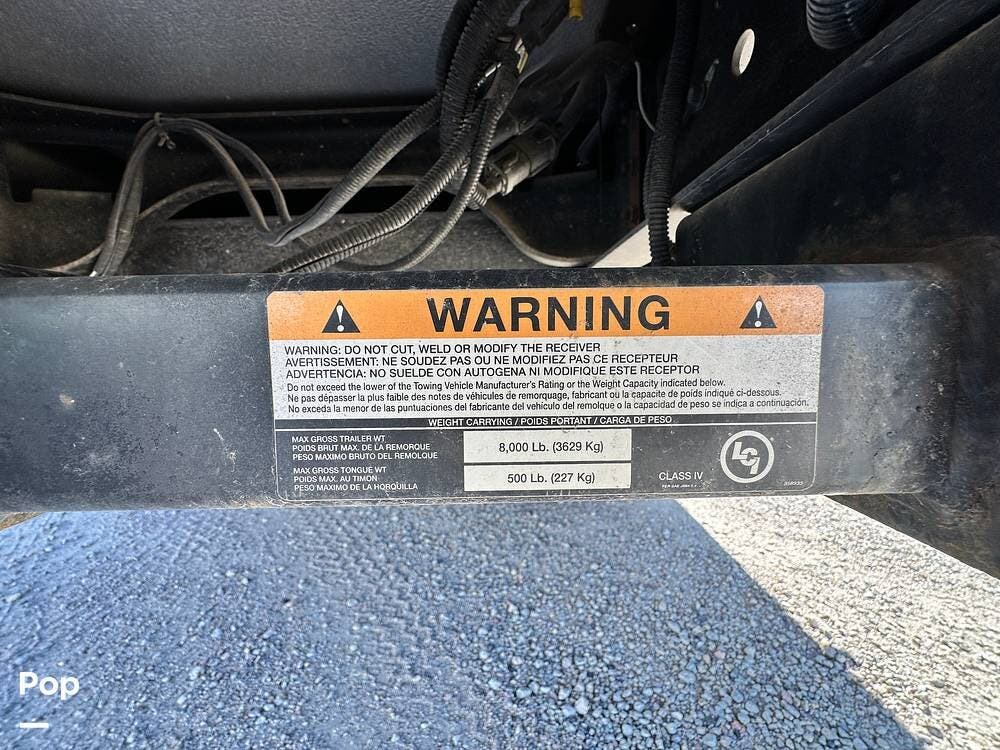 WARNING
WARNING: DO NOT CUT, WELD OR MODIFY THE RECEIVER
AVERTISSEMENT: NE SOUDEZ PAS OU NE MODIFIEZ PAS CE RECEPTEUR
ADVERTENCIA: NO SUELDE CON AUTOGENA NI MODIFIQUE ESTE RECEPTOR
Do not exceed the lower of the Towing Vehicle Manufacturer's Rating or the Weight Capacity indicated below.
Ne pas dépasser la plus faible des notes de véhicules de remorquage, fabricant ou la capacite de poids indiqué ci-dessous.
No exceda la menor de las puntuaciones del fabricante del vehículo del remolque o la capacidad de peso se indica a continuación.
WEIGHT CARRYING / POIDS PORTANT / CARGA DE PESO
MAX GROSS TRAILER WT
POIDS BRUT MAX. DE LA REMORQUE
PESO MAXIMO BRUTO DEL REMOLQUE
8,000 Lb. (3629 Kg)
MAX GROSS TONGUE WT
POIDS MAX. AU TIMON
PESO MAXIMO DE LA HORQUILLA
500 Lb. (227 Kg)
CLASS IV
LCI
Pop